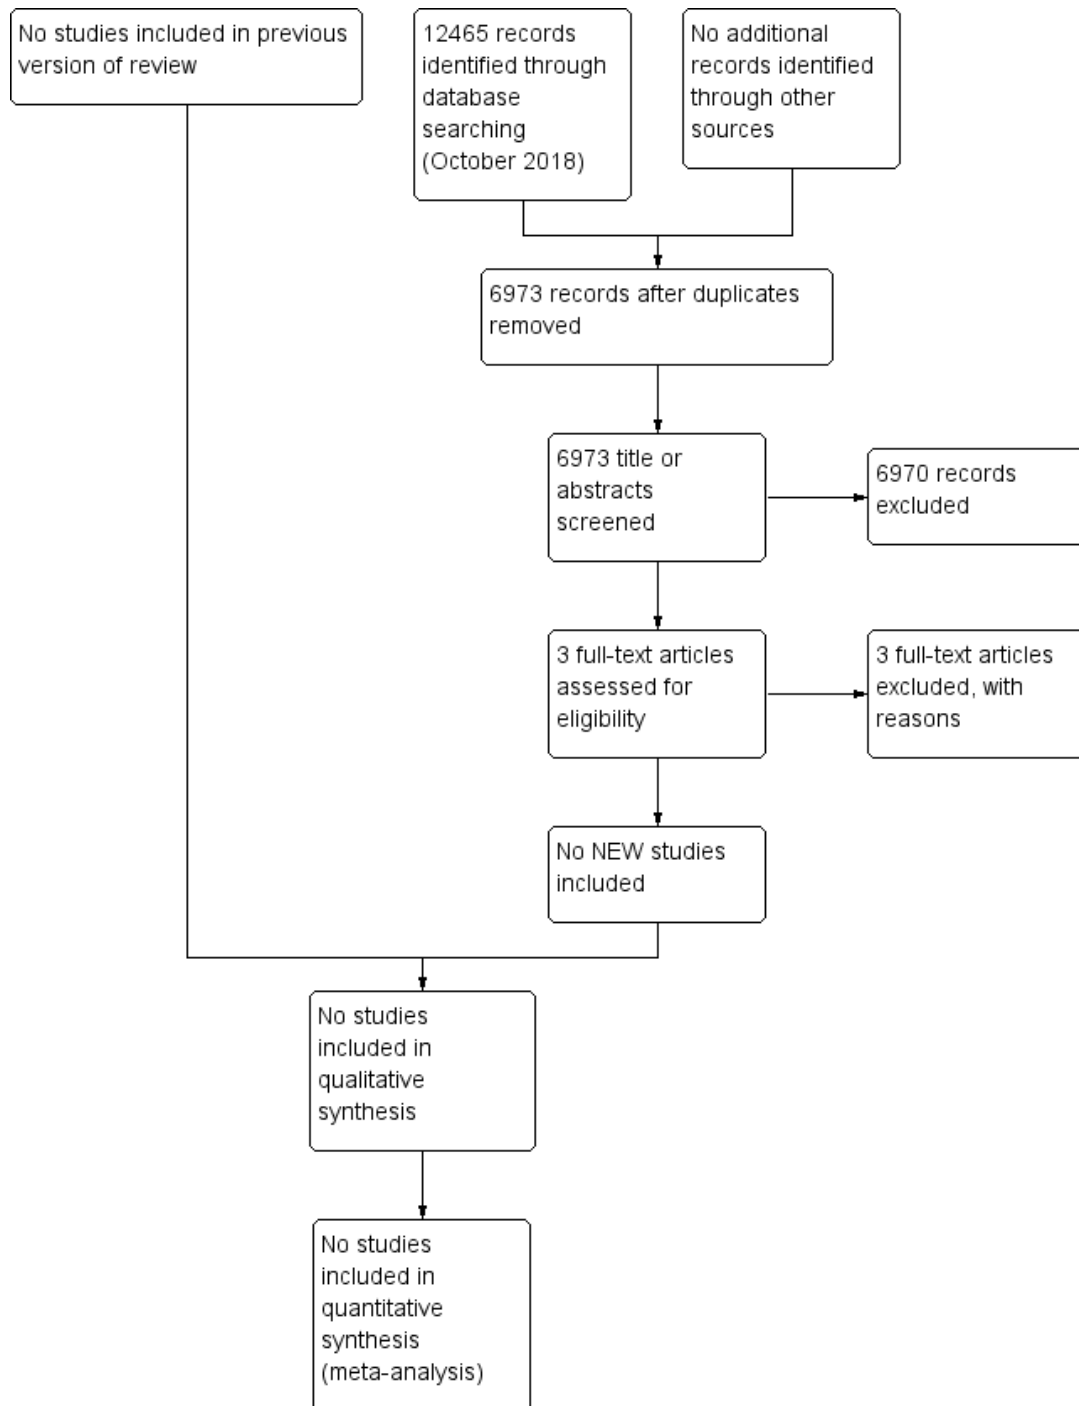 No studies included in previous
version of review
12465 records
identified through
database
searching
(October 2018)
No additional
records identified
through other
sources
6973 records after duplicates
removed
6973 title or
abstracts
screened
6970 records
excluded
3 full-text articles
assessed for
eligibility
3 full-text articles
excluded, with
reasons
No NEW studies
included
No studies
included in
qualitative
synthesis
No studies
included in
quantitative
synthesis
(meta-analysis)